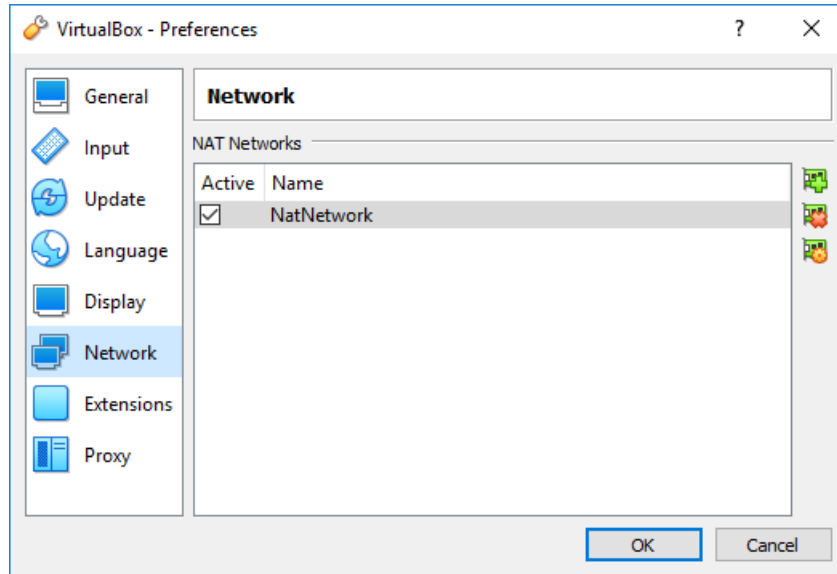 VirtualBox - Preferences
?
General
Input
Update
Language
Display
Network
Extensions
Proxy
Network
NAT Networks
Active Name
NatNetwork
OK Cancel